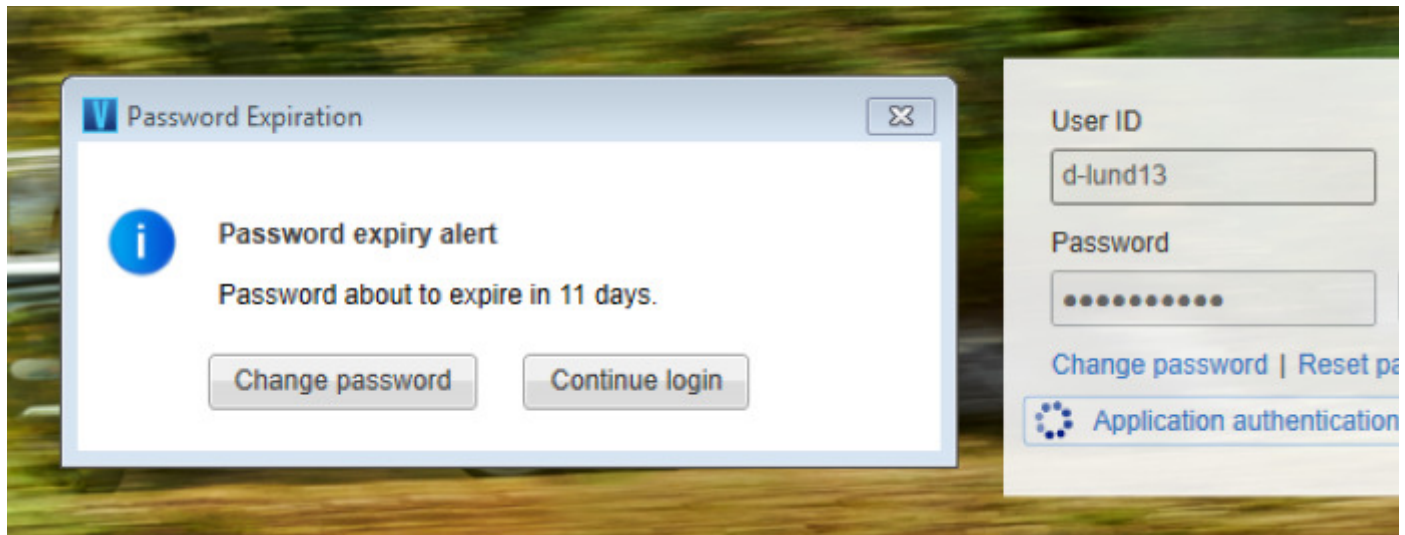 Password Expiration
Password expiry alert
Password about to expire in 11 days.
Change password
Continue login
User ID
d-lund13
Password
Change password | Reset
Application authentication